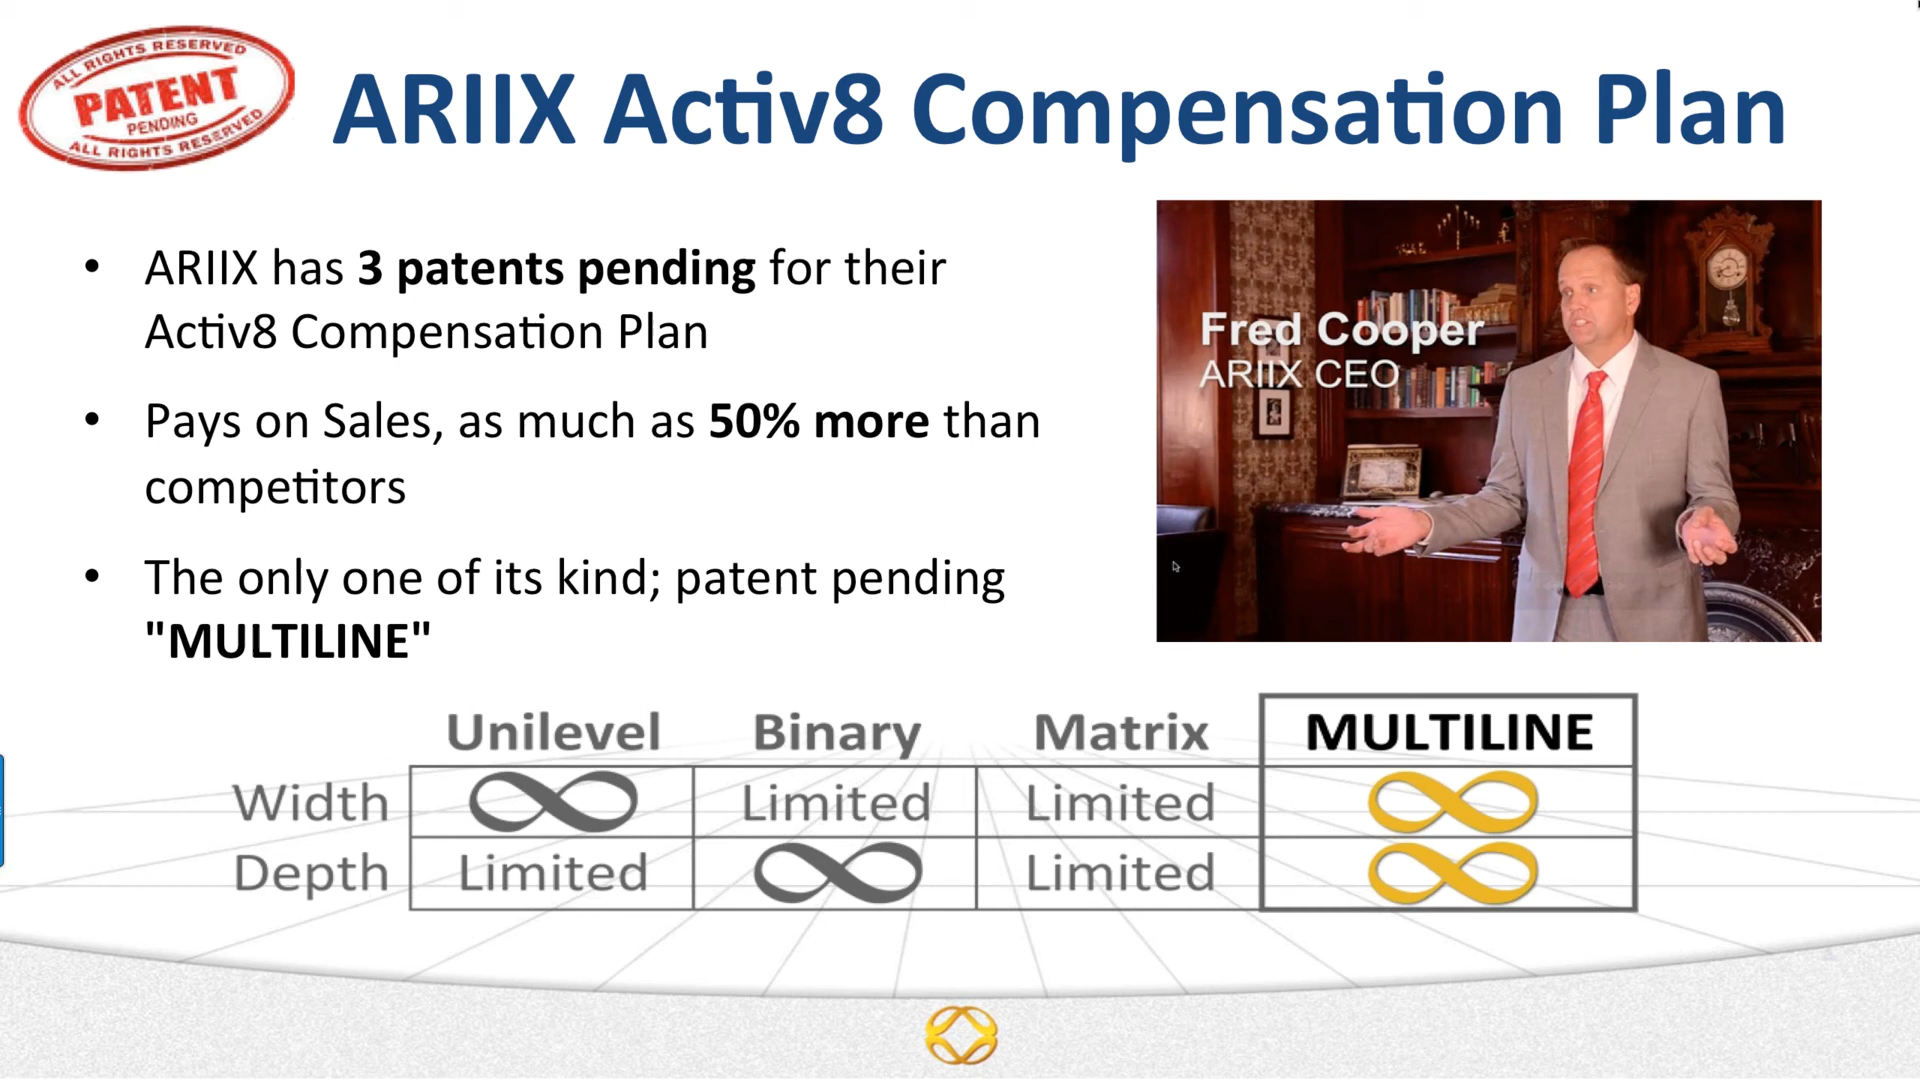 ALL RIGHTS RESERVED
PATENT
PENDING
ALL RIGHTS RESERVED
ARIIX Activ8 Compensation Plan
• ARIIX has 3 patents pending for their
Activ8 Compensation Plan
• Pays on Sales, as much as 50% more than
competitors
• The only one of its kind; patent pending
"MULTILINE"
Fred Cooper
ARIIX CEO
Unilevel Binary Matrix MULTILINE
Width ∞ Limited Limited ∞
Depth Limited ∞ Limited ∞